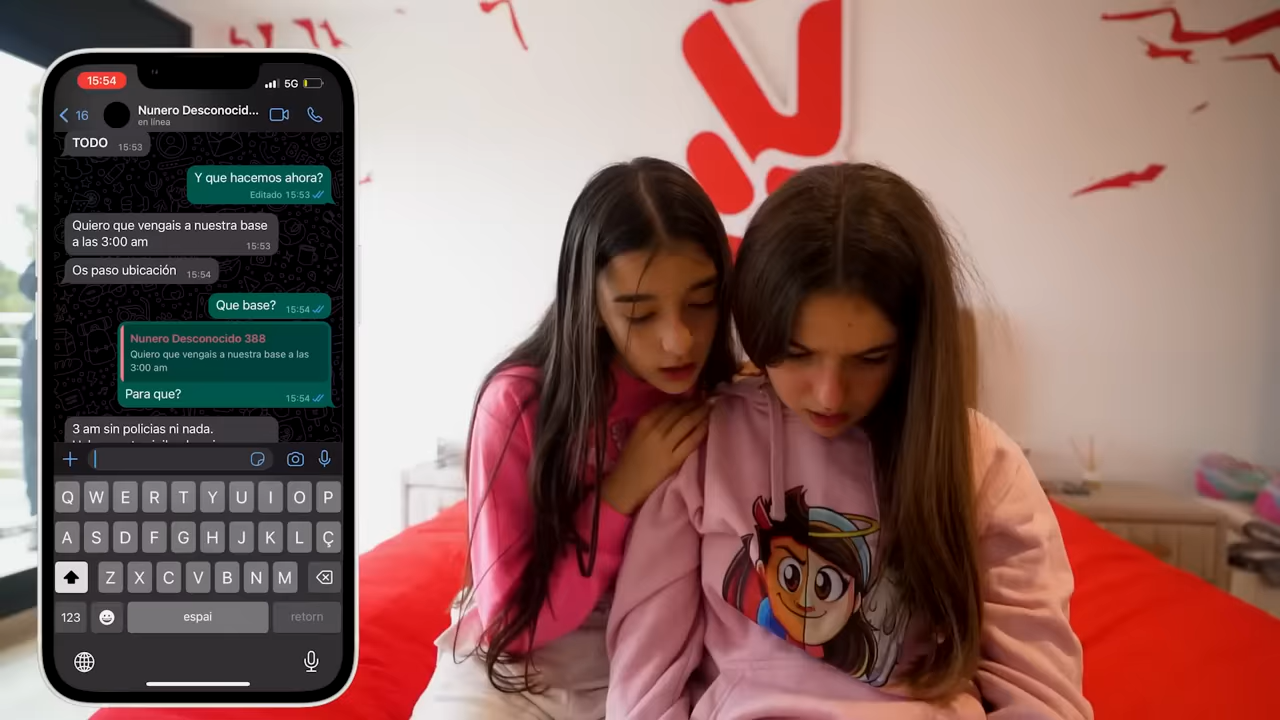 15:54
5G
16
Nunero Desconocid...
en línea
TODO
15:53
Y que hacemos ahora?
Editado 15:53
Quiero que vengais a nuestra base
a las 3:00 am
15:53
Os paso ubicación
15:54
Que base?
15:54
Nunero Desconocido 388
Quiero que vengais a nuestra base a las
3:00 am
Para que?
15:54
3 am sin policias ni nada.
Q W E R T Y U I O P
A S D F G H J K L Ç
Z X C V B N M
123
espai
retorn